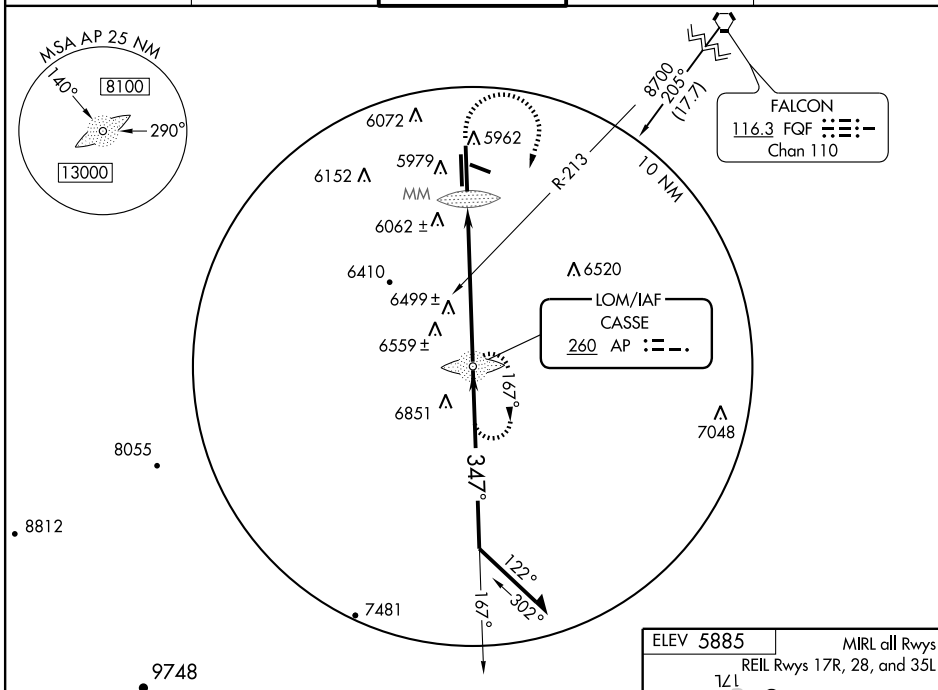 MSA AP 25 NM
140°
8100
290°
13000
8700
205°
(17.7)
FALCON
116.3 FQF
Chan 110
R-213
10 NM
6072
5962
5979
6152
MM
6062 ±
6410
6520
6499 ±
LOM/IAF
CASSE
260 AP
6559 ±
167°
6851
7048
8055
347°
8812
122°
302°
167°
7481
9748
ELEV 5885
MIRL all Rwys
REIL Rwys 17R, 28, and 35L
17L